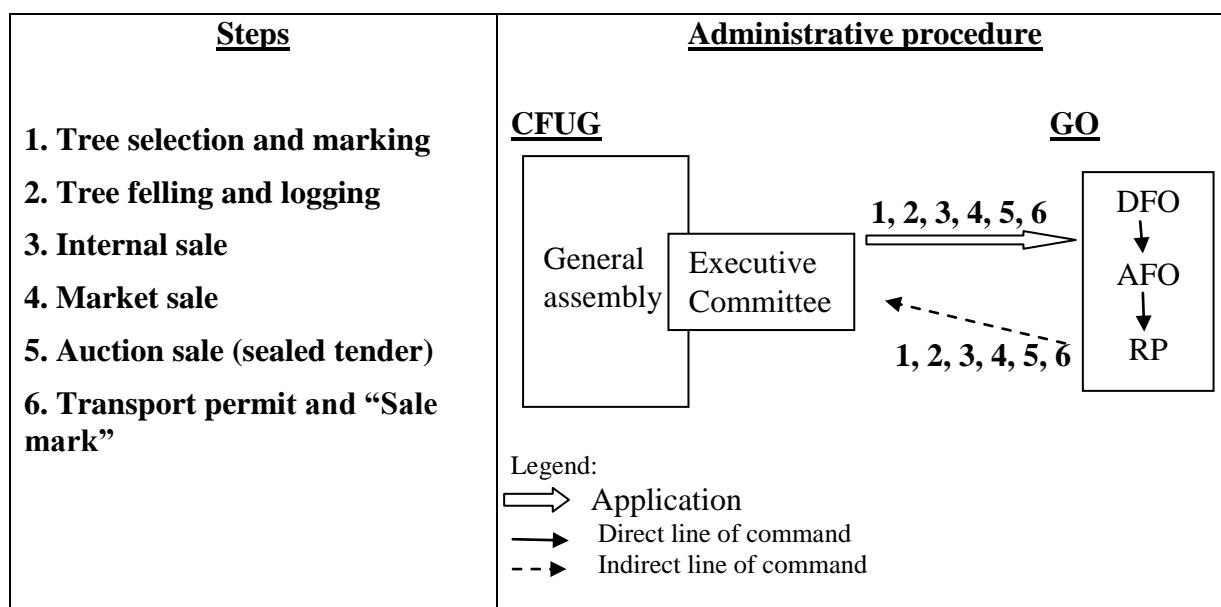 Steps
1. Tree selection and marking
2. Tree felling and logging
3. Internal sale
4. Market sale
5. Auction sale (sealed tender)
6. Transport permit and “Sale
mark”
Administrative procedure
CFUG
GO
General
assembly
Executive
Committee
1, 2, 3, 4, 5, 6
1, 2, 3, 4, 5, 6
DFO
AFO
RP
Legend:
Application
Direct line of command
Indirect line of command